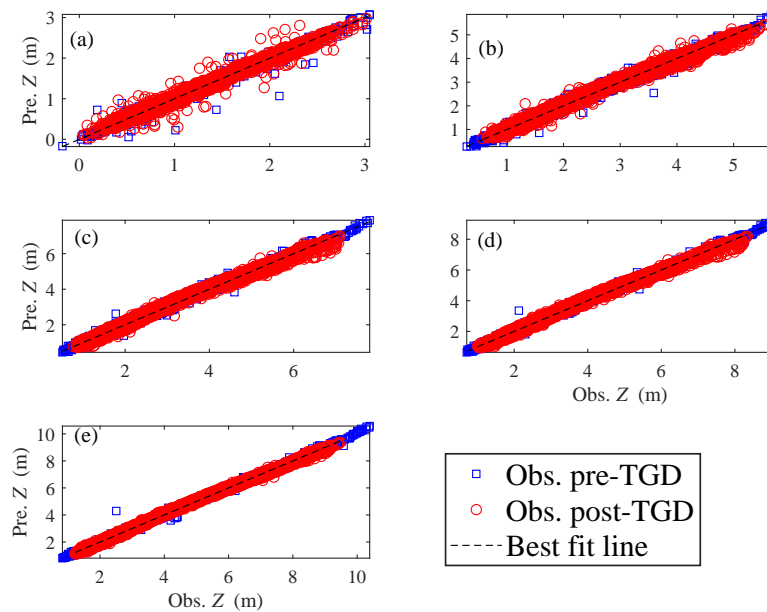 (a)
Pre. Z (m)
3
2
1
0
0 1 2 3
(b)
5
4
3
2
1
1 2 3 4 5
(c)
Pre. Z (m)
6
4
2
2 4 6
(d)
8
6
4
2
2 4 6 8
Obs. Z (m)
(e)
Pre. Z (m)
10
8
6
4
2
2 4 6 8 10
Obs. Z (m)
Obs. pre-TGD
Obs. post-TGD
Best fit line